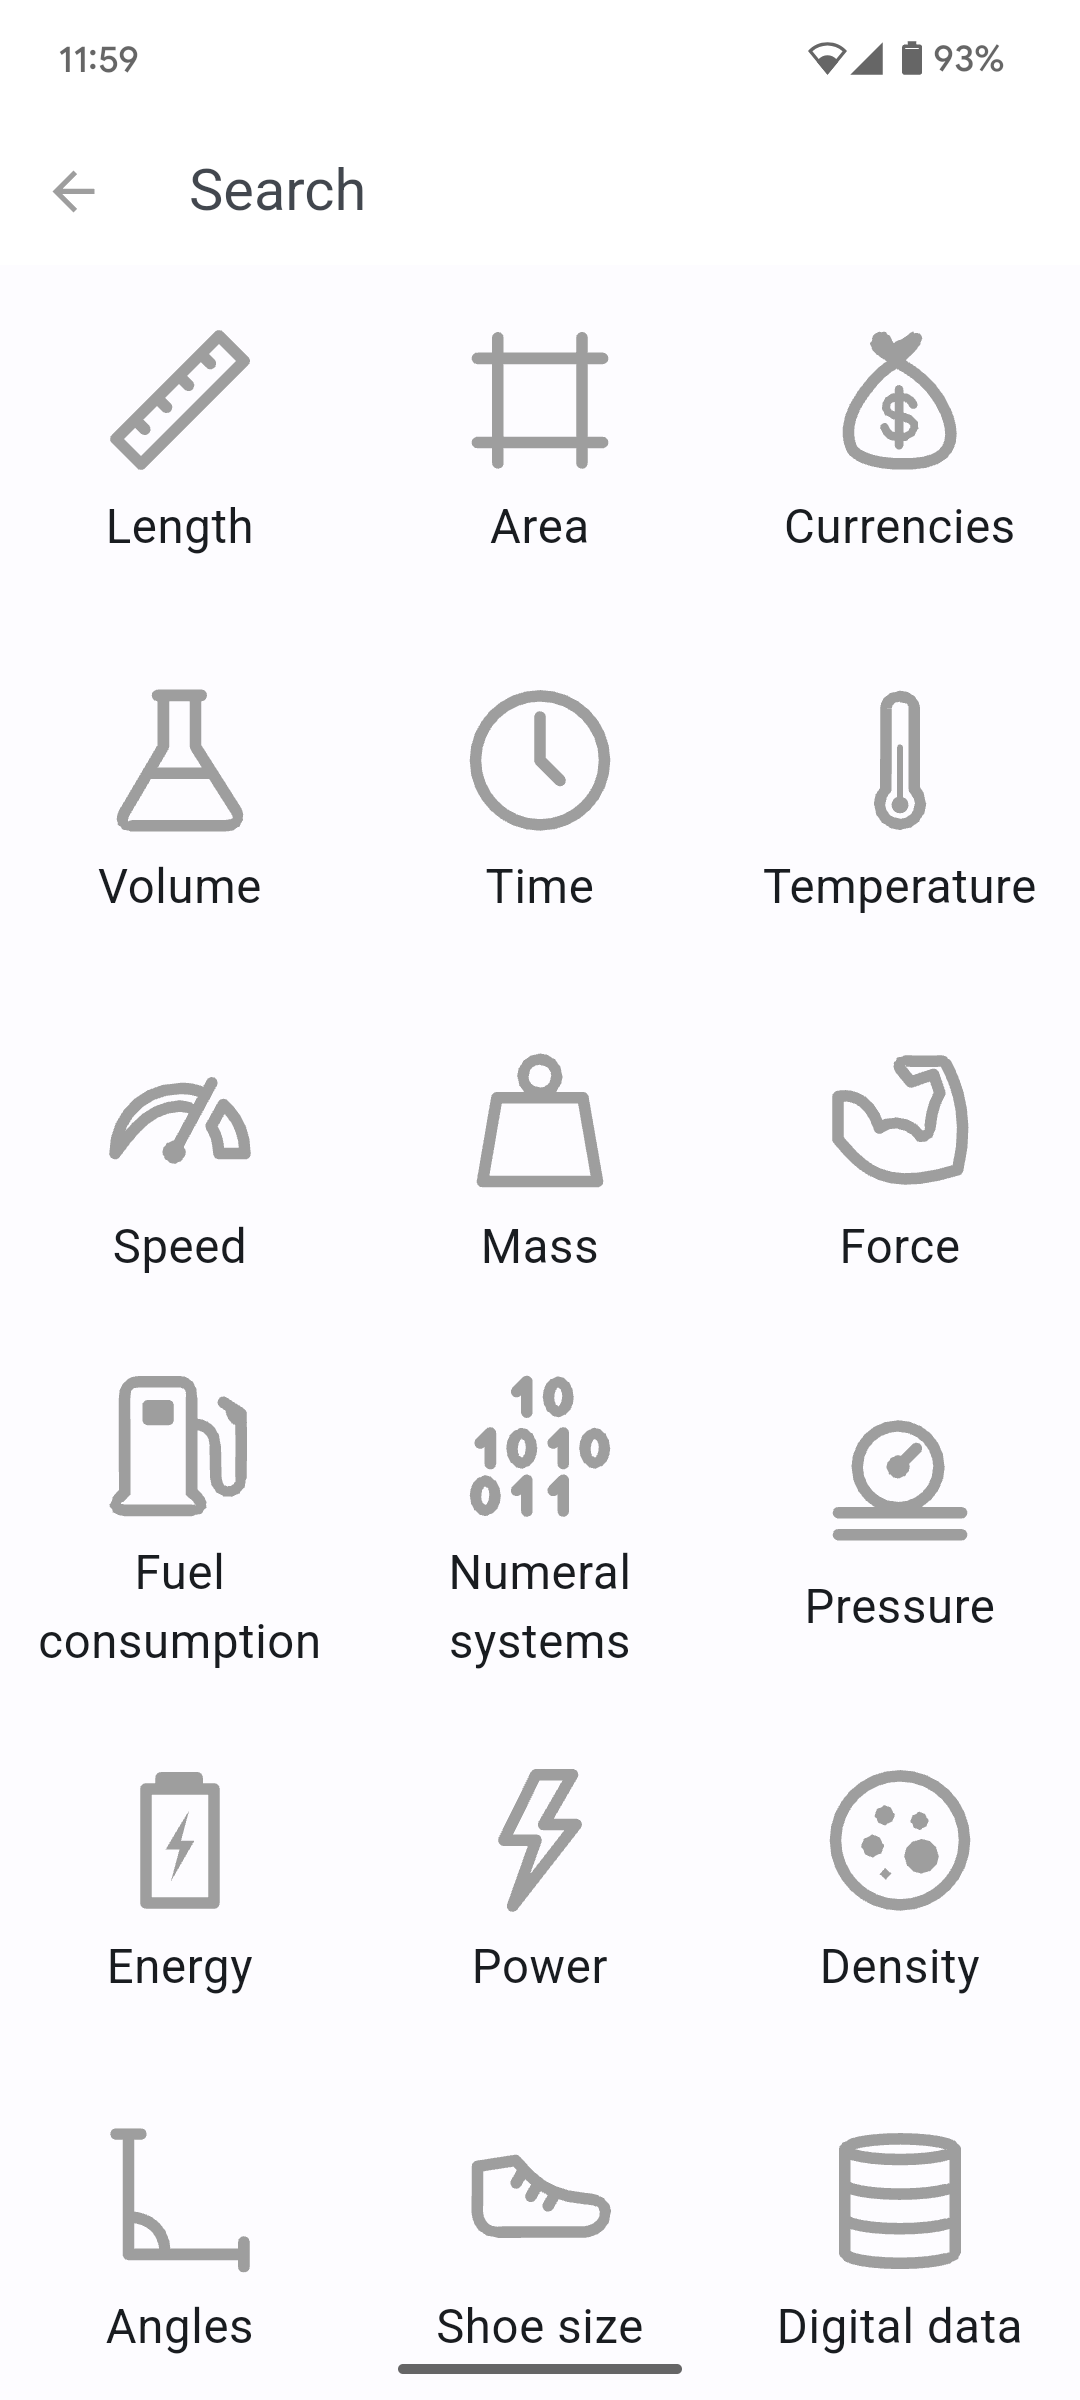 11:59
93%
Search
Length
Area
Currencies
Volume
Time
Temperature
Speed
Mass
Force
Fuel
consumption
10
1010
011
Numeral
systems
Pressure
Energy
Power
Density
Angles
Shoe size
Digital data